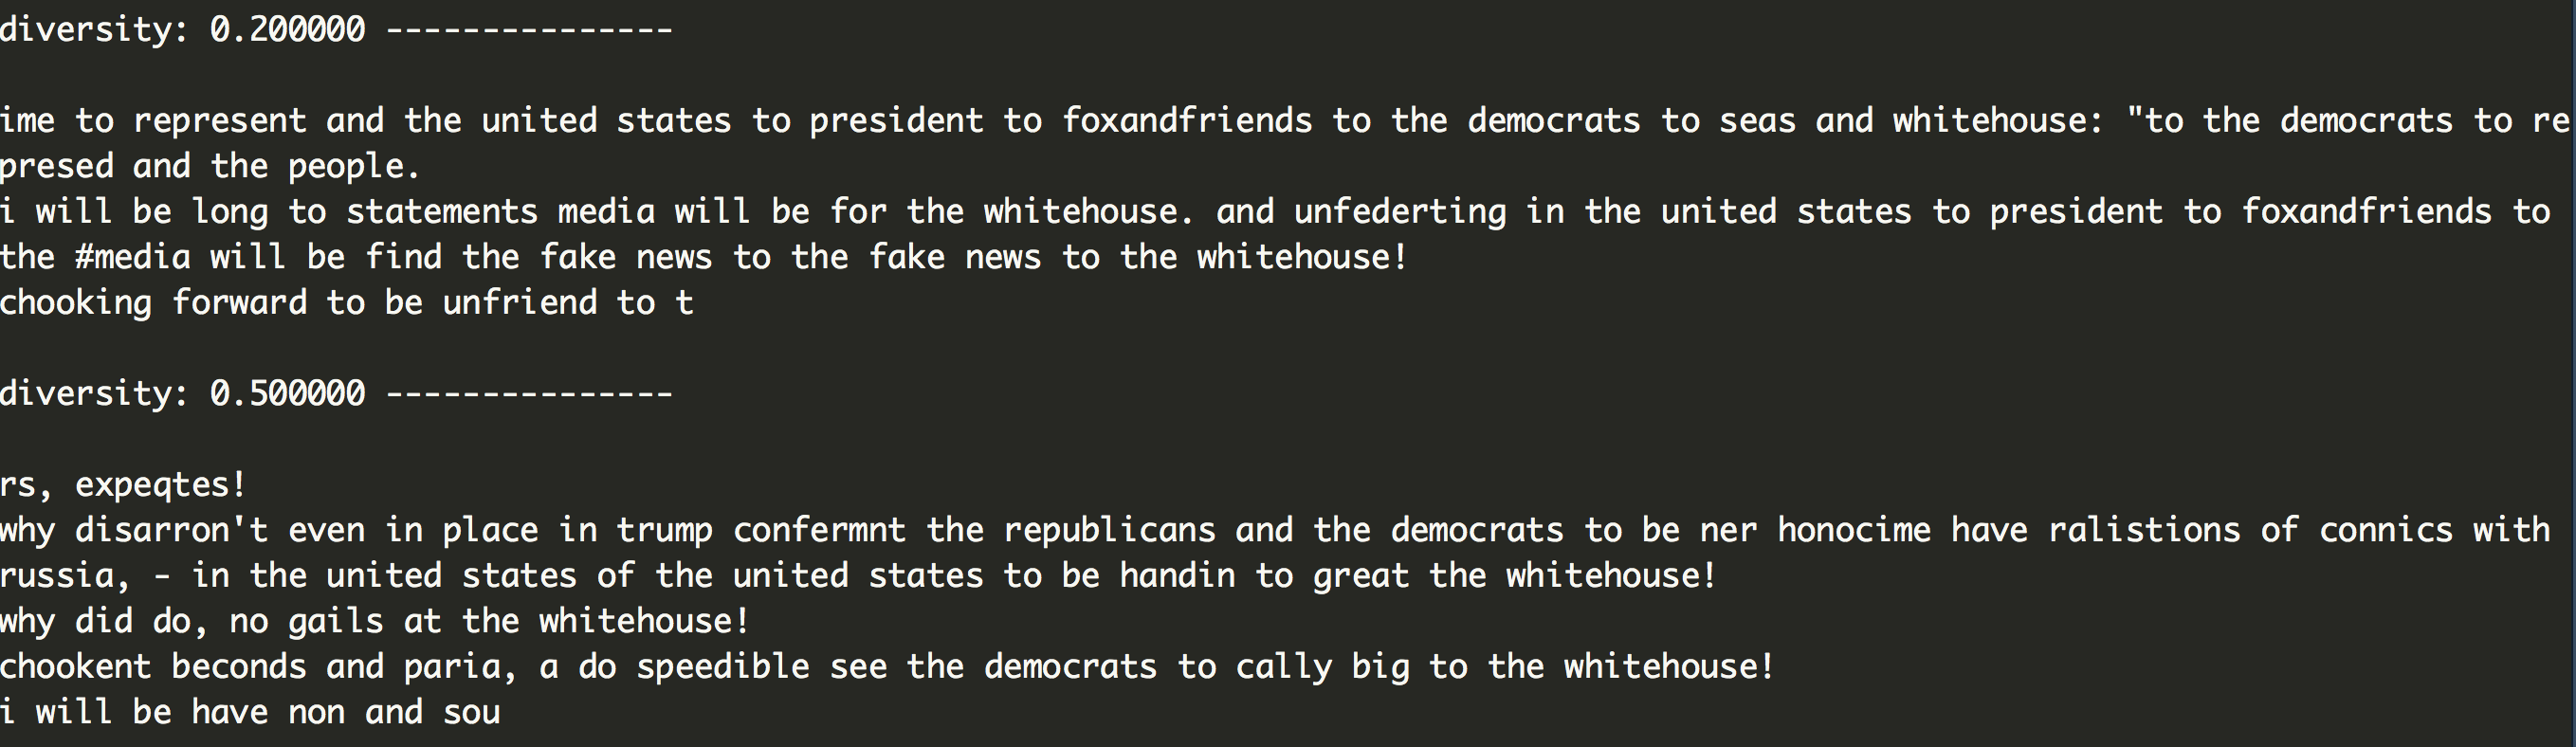 diversity: 0.200000 ---------------
ime to represent and the united states to president to foxandfriends to the democrats to seas and whitehouse: "to the democrats to re
presed and the people.
i will be long to statements media will be for the whitehouse. and unfederting in the united states to president to foxandfriends to
the #media will be find the fake news to the fake news to the whitehouse!
chooking forward to be unfriend to t
diversity: 0.500000 ---------------
rs, expeqtes!
why disarron't even in place in trump confermnt the republicans and the democrats to be ner honocime have ralistions of connics with
russia, - in the united states of the united states to be handin to great the whitehouse!
why did do, no gails at the whitehouse!
chookent beconds and paria, a do speedible see the democrats to cally big to the whitehouse!
i will be have non and sou